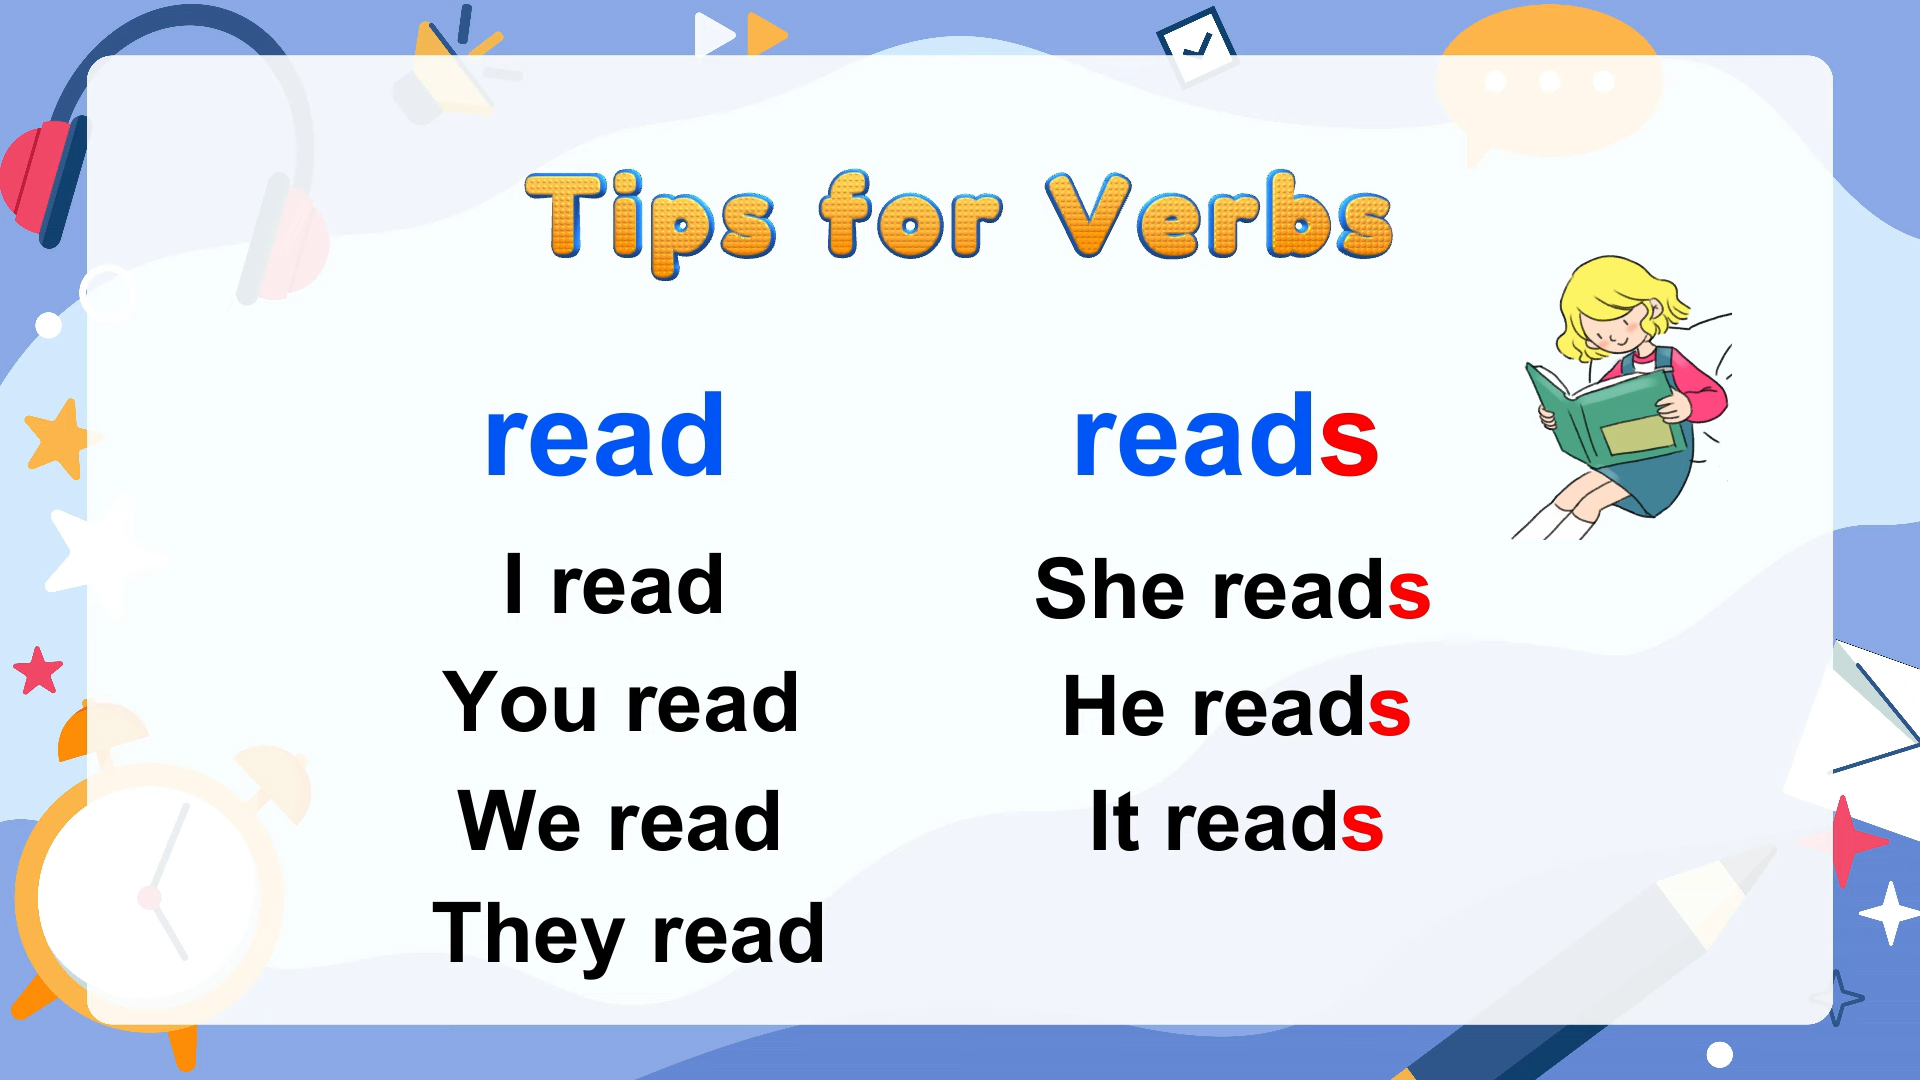 Tips for Verbs
read
I read
You read
We read
They read
reads
She reads
He reads
It reads